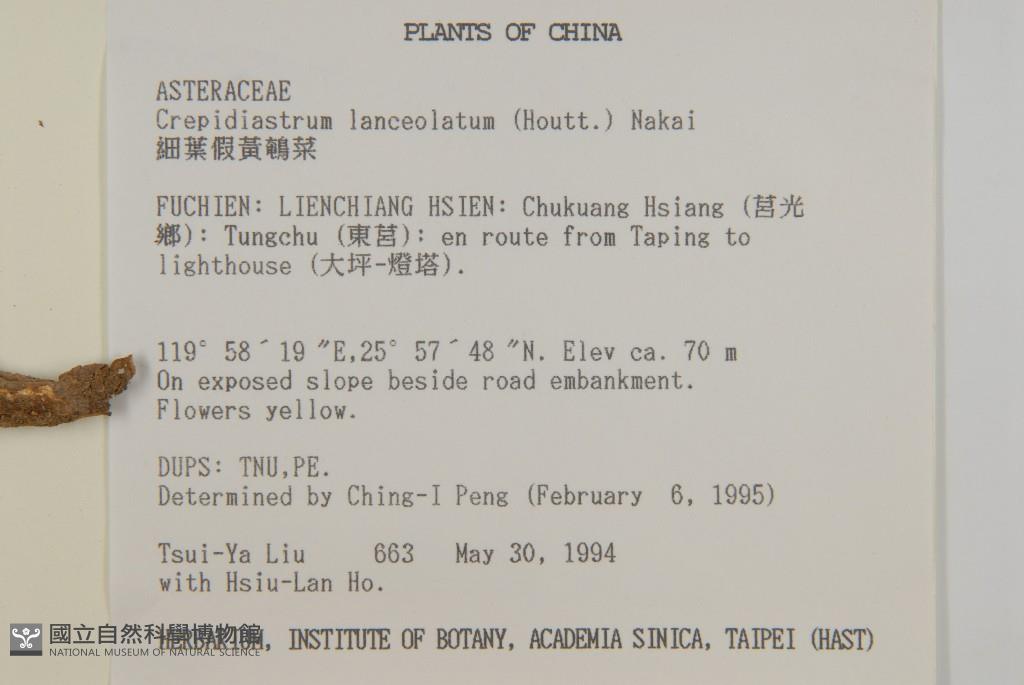 PLANTS OF CHINA
ASTERACEAE
Crepidiastrum lanceolatum (Houtt.) Nakai
細葉假黃鵪菜
FUCHIEN: LIENCHIANG HSIEN: Chukuang Hsiang (莒光
鄉): Tungchu (東莒): en route from Taping to
lighthouse (大坪-燈塔).
119° 58´19 ″E,25° 57´48 ″N. Elev ca. 70 m
On exposed slope beside road embankment.
Flowers yellow.
DUPS: TNU,PE.
Determined by Ching-I Peng (February 6, 1995)
Tsui-Ya Liu 663 May 30, 1994
with Hsiu-Lan Ho.
HERBARIUM, INSTITUTE OF BOTANY, ACADEMIA SINICA, TAIPEI (HAST)
國立自然科學博物館
NATIONAL MUSEUM OF NATURAL SCIENCE